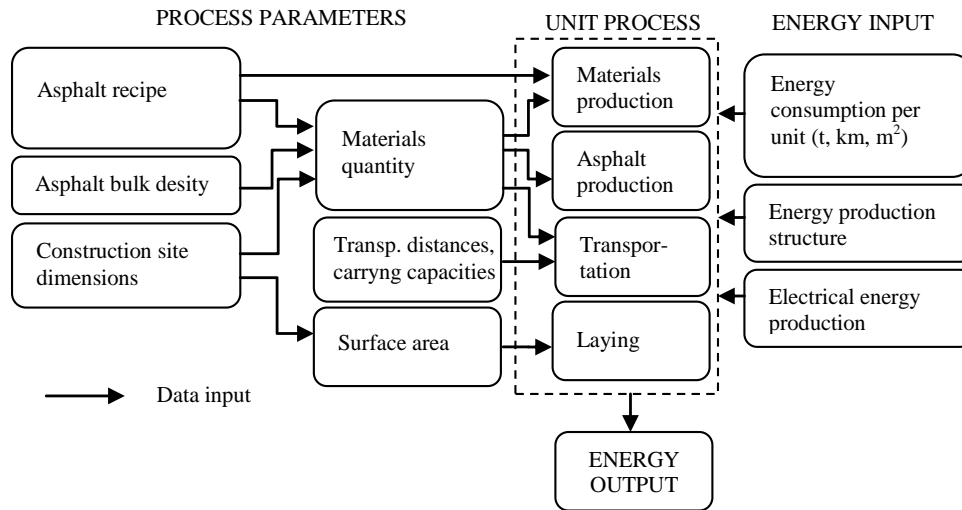 PROCESS PARAMETERS
UNIT PROCESS
ENERGY INPUT
Asphalt recipe
Asphalt bulk desity
Construction site
dimensions
Materials
quantity
Transp. distances,
carryng capacities
Surface area
Materials
production
Asphalt
production
Transpor-
tation
Laying
Energy
consumption per
unit (t, km, m²)
Energy production
structure
Electrical energy
production
Data input
ENERGY
OUTPUT